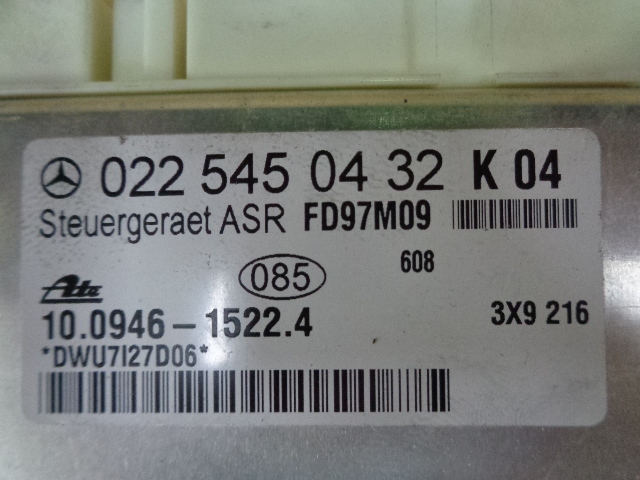 022 545 04 32 K 04
Steuergeraet ASR FD97M09
608
085
Ate
10.0946-1522.4
3X9 216
*DWU7I27D06*